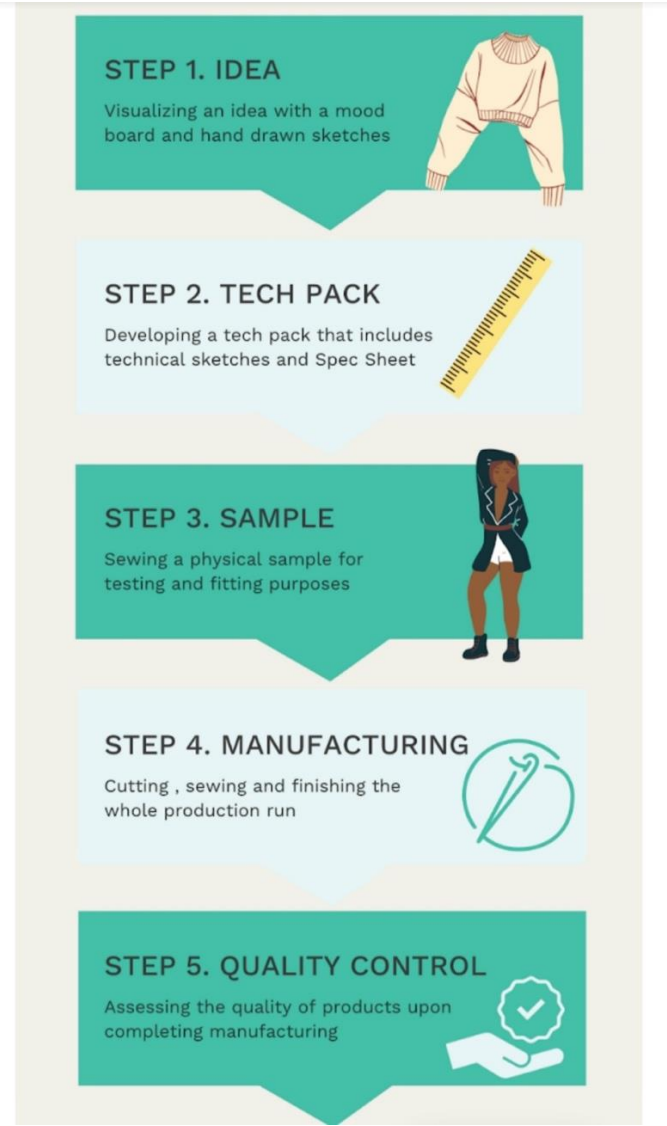 STEP 1. IDEA
Visualizing an idea with a mood
board and hand drawn sketches
STEP 2. TECH PACK
Developing a tech pack that includes
technical sketches and Spec Sheet
STEP 3. SAMPLE
Sewing a physical sample for
testing and fitting purposes
STEP 4. MANUFACTURING
Cutting , sewing and finishing the
whole production run
STEP 5. QUALITY CONTROL
Assessing the quality of products upon
completing manufacturing